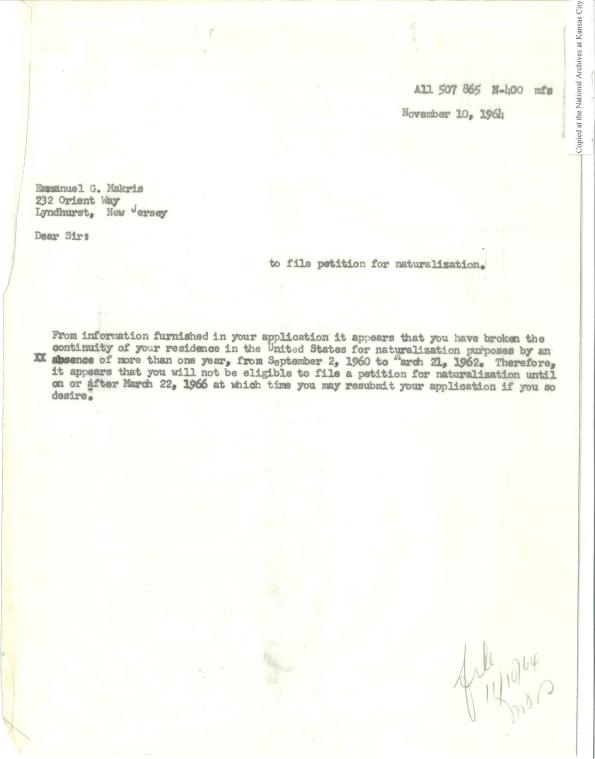 Copied at the National Archives at Kansas City
A11 507 865 N-400 mfs
November 10, 1964
Emmanuel G. Makris
232 Orient Way
Lyndhurst, New Jersey
Dear Sir:
to file petition for naturalization.
From information furnished in your application it appears that you have broken the
continuity of your residence in the United States for naturalization purposes by an
XX absence of more than one year, from September 2, 1960 to March 21, 1962. Therefore,
it appears that you will not be eligible to file a petition for naturalization until
on or after March 22, 1966 at which time you may resubmit your application if you so
desire.
file
11/10/64